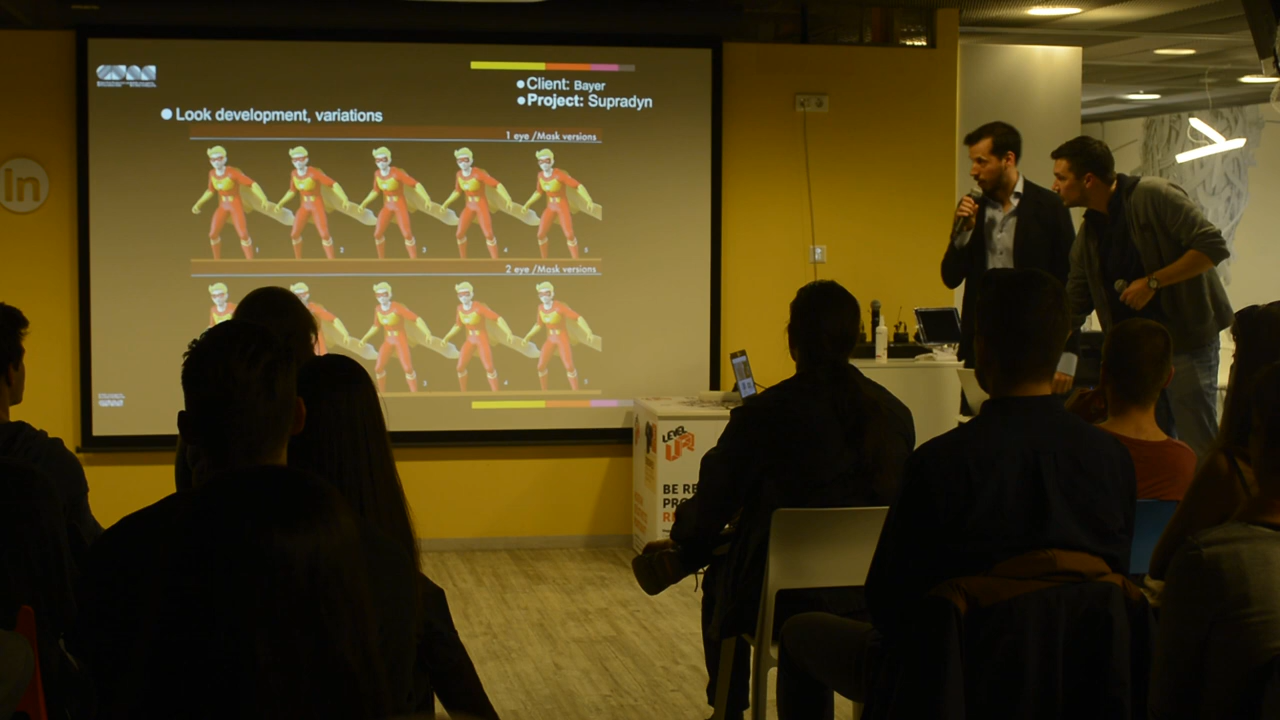 Client: Bayer
Project: Supradyn
Look development, variations
1 eye /Mask versions
1 2 3 4 5
2 eye /Mask versions
3 4 5
in
LEVEL
UP
BE RE
PRO
R